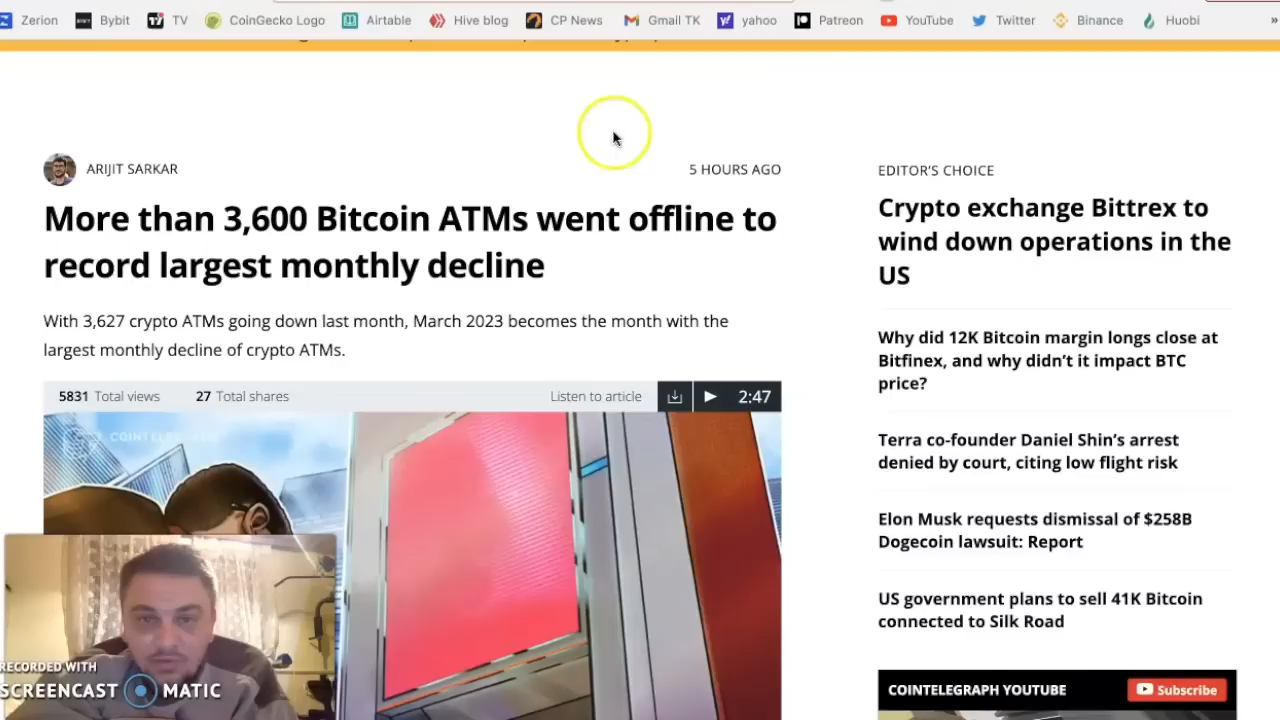 Zerion Bybit TV CoinGecko Logo Airtable Hive blog CP News Gmail TK yahoo Patreon YouTube Twitter Binance Huobi »
ARIJIT SARKAR
5 HOURS AGO
More than 3,600 Bitcoin ATMs went offline to
record largest monthly decline
With 3,627 crypto ATMs going down last month, March 2023 becomes the month with the
largest monthly decline of crypto ATMs.
5831 Total views 27 Total shares Listen to article 2:47
COINTELEGRAPH
RECORDED WITH
SCREENCAST MATIC
EDITOR'S CHOICE
Crypto exchange Bittrex to
wind down operations in the
US
Why did 12K Bitcoin margin longs close at
Bitfinex, and why didn't it impact BTC
price?
Terra co-founder Daniel Shin's arrest
denied by court, citing low flight risk
Elon Musk requests dismissal of $258B
Dogecoin lawsuit: Report
US government plans to sell 41K Bitcoin
connected to Silk Road
COINTELEGRAPH YOUTUBE Subscribe